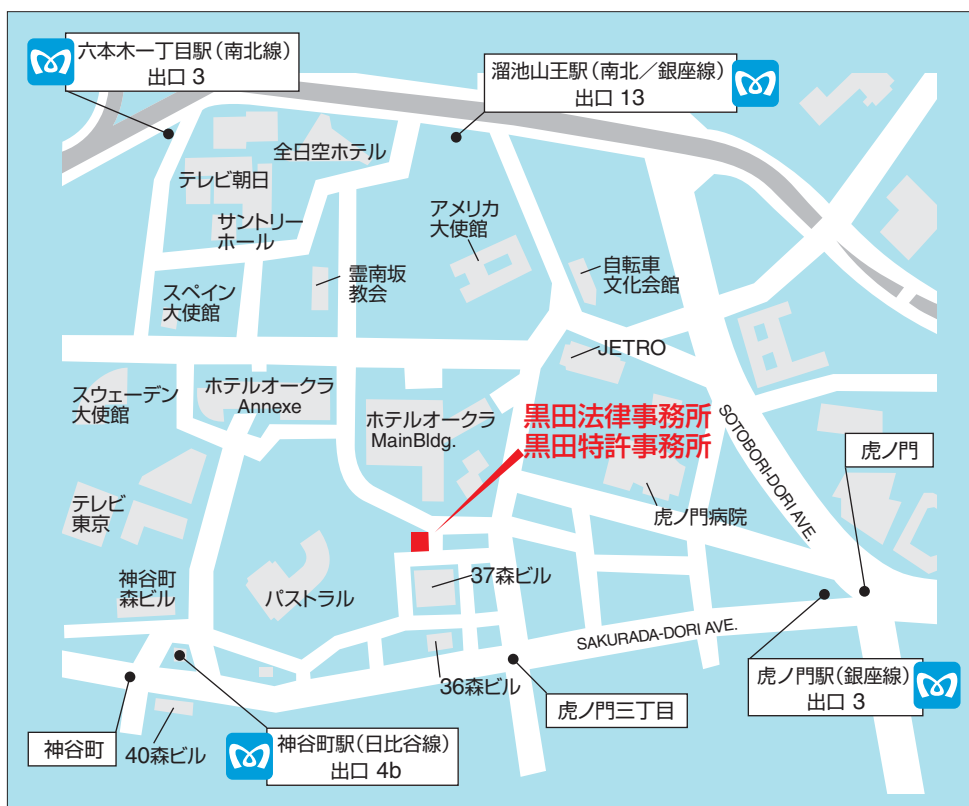 六本木一丁目駅（南北線）
出口 3
溜池山王駅（南北／銀座線）
出口 13
全日空ホテル
テレビ朝日
サントリー
ホール
アメリカ
大使館
霊南坂
教会
自転車
文化会館
スペイン
大使館
JETRO
スウェーデン
大使館
ホテルオークラ
Annexe
ホテルオークラ
MainBldg.
黒田法律事務所
黒田特許事務所
SOTOBORI-DORI AVE.
虎ノ門
テレビ
東京
虎ノ門病院
神谷町
森ビル
パストラル
37森ビル
SAKURADA-DORI AVE.
36森ビル
虎ノ門三丁目
虎ノ門駅（銀座線）
出口 3
神谷町
40森ビル
神谷町駅（日比谷線）
出口 4b